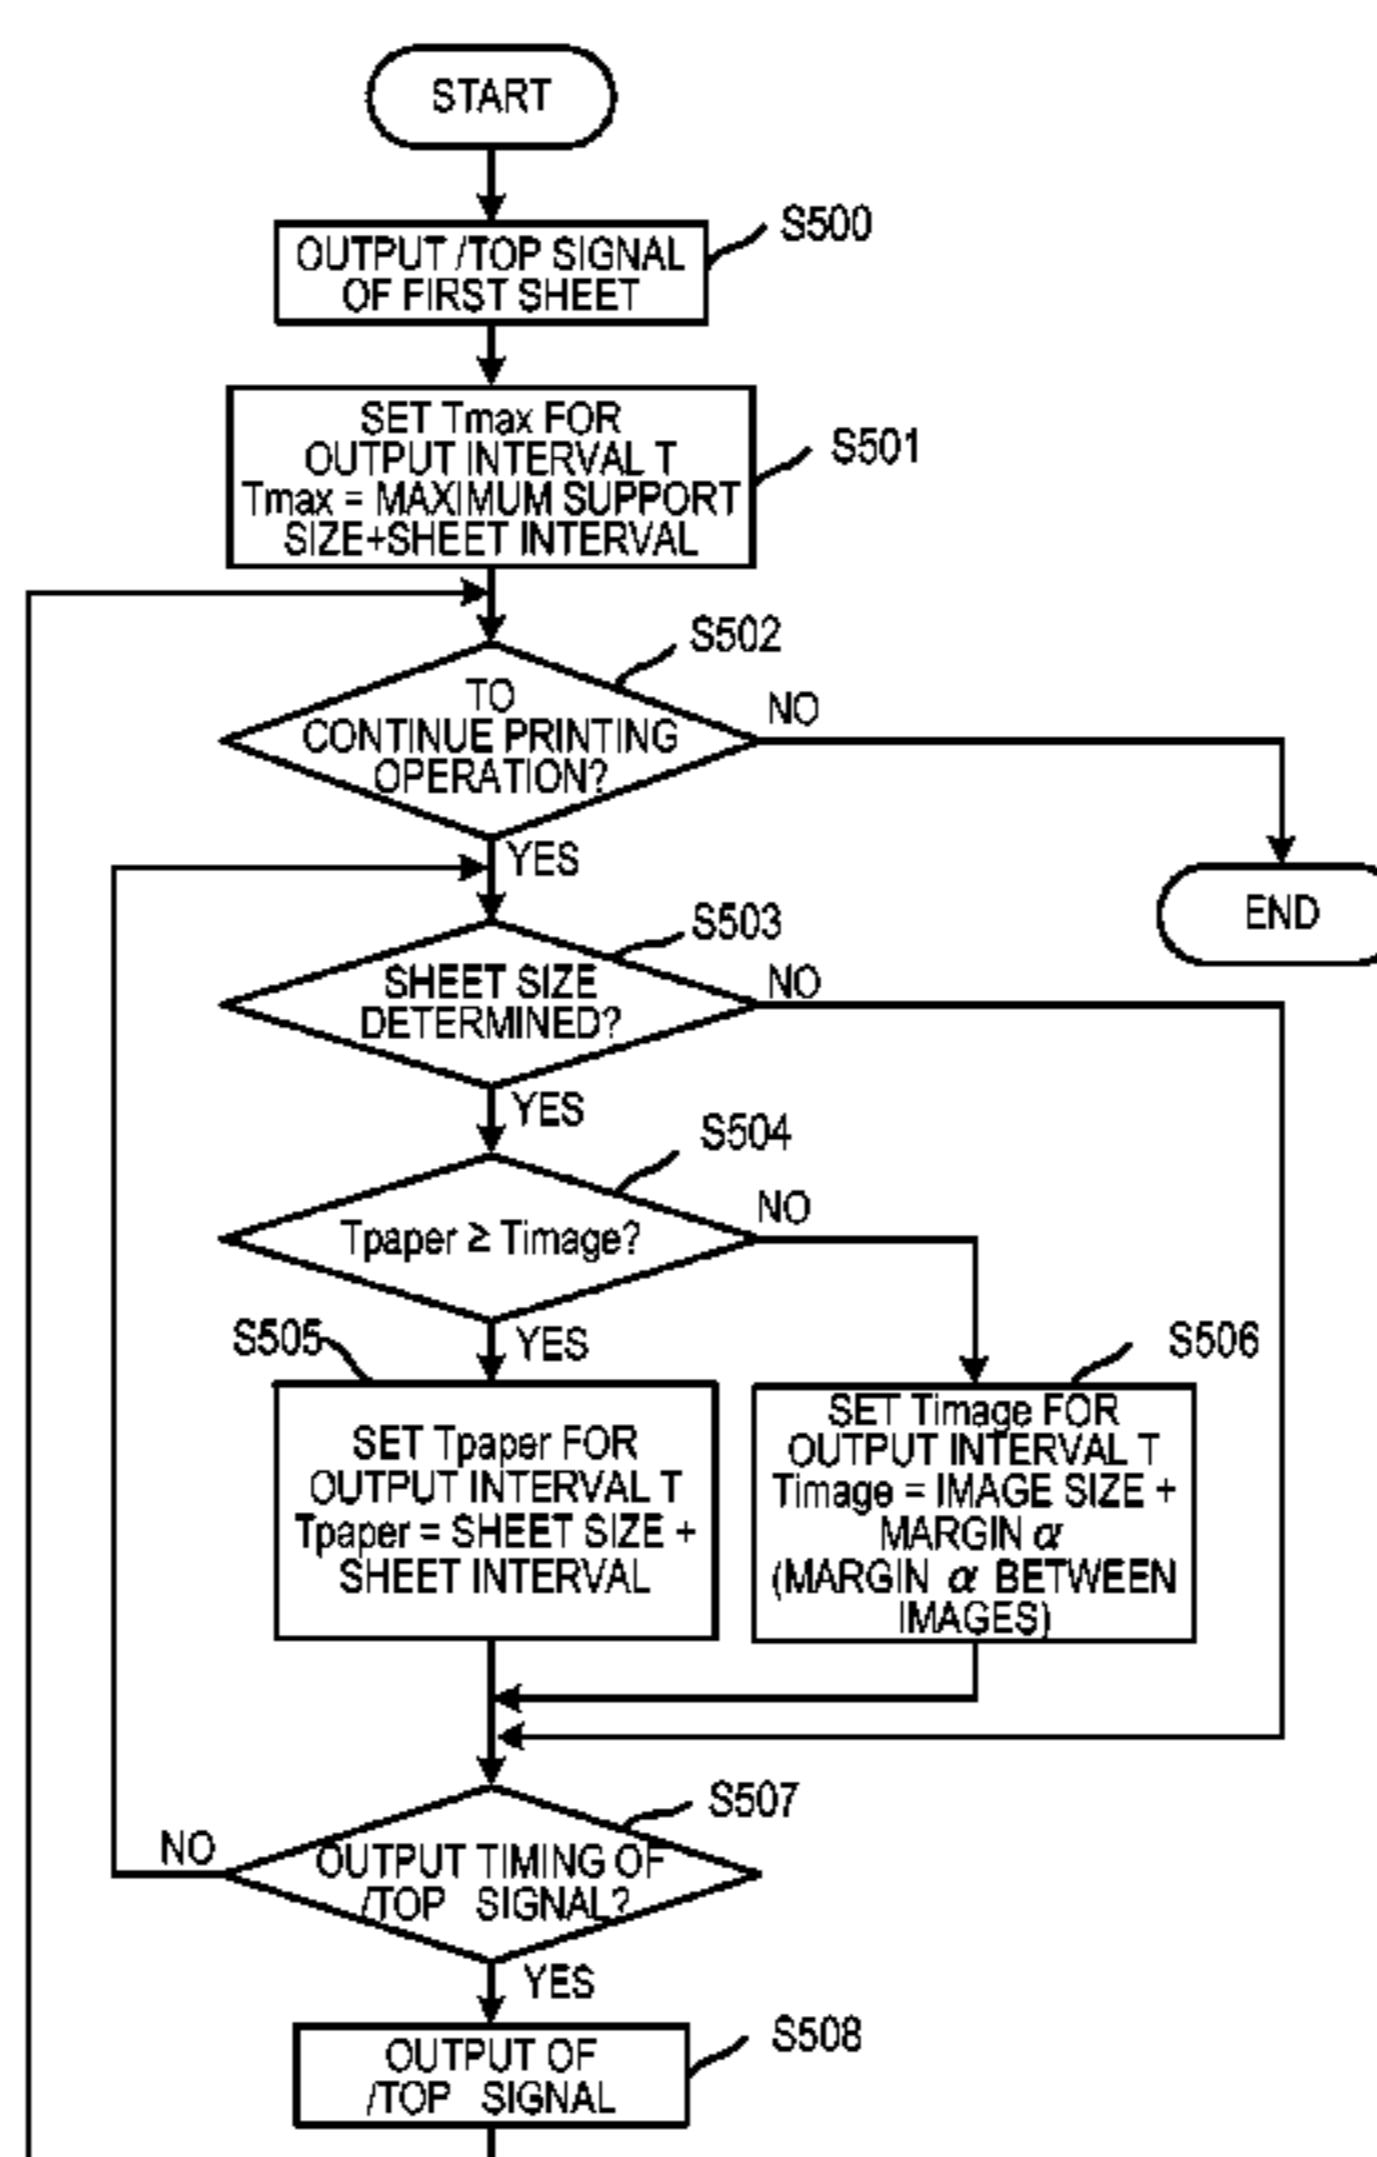 START
S500
OUTPUT /TOP SIGNAL
OF FIRST SHEET
S501
SET Tmax FOR
OUTPUT INTERVAL T
Tmax = MAXIMUM SUPPORT
SIZE+SHEET INTERVAL
S502
TO
CONTINUE PRINTING
OPERATION?
NO
YES
END
S503
SHEET SIZE
DETERMINED?
NO
YES
S504
Tpaper ≥ Timage?
NO
YES
S505
SET Tpaper FOR
OUTPUT INTERVAL T
Tpaper = SHEET SIZE +
SHEET INTERVAL
S506
SET Timage FOR
OUTPUT INTERVAL T
Timage = IMAGE SIZE +
MARGIN α
(MARGIN α BETWEEN
IMAGES)
S507
OUTPUT TIMING OF
/TOP SIGNAL?
NO
YES
S508
OUTPUT OF
/TOP SIGNAL